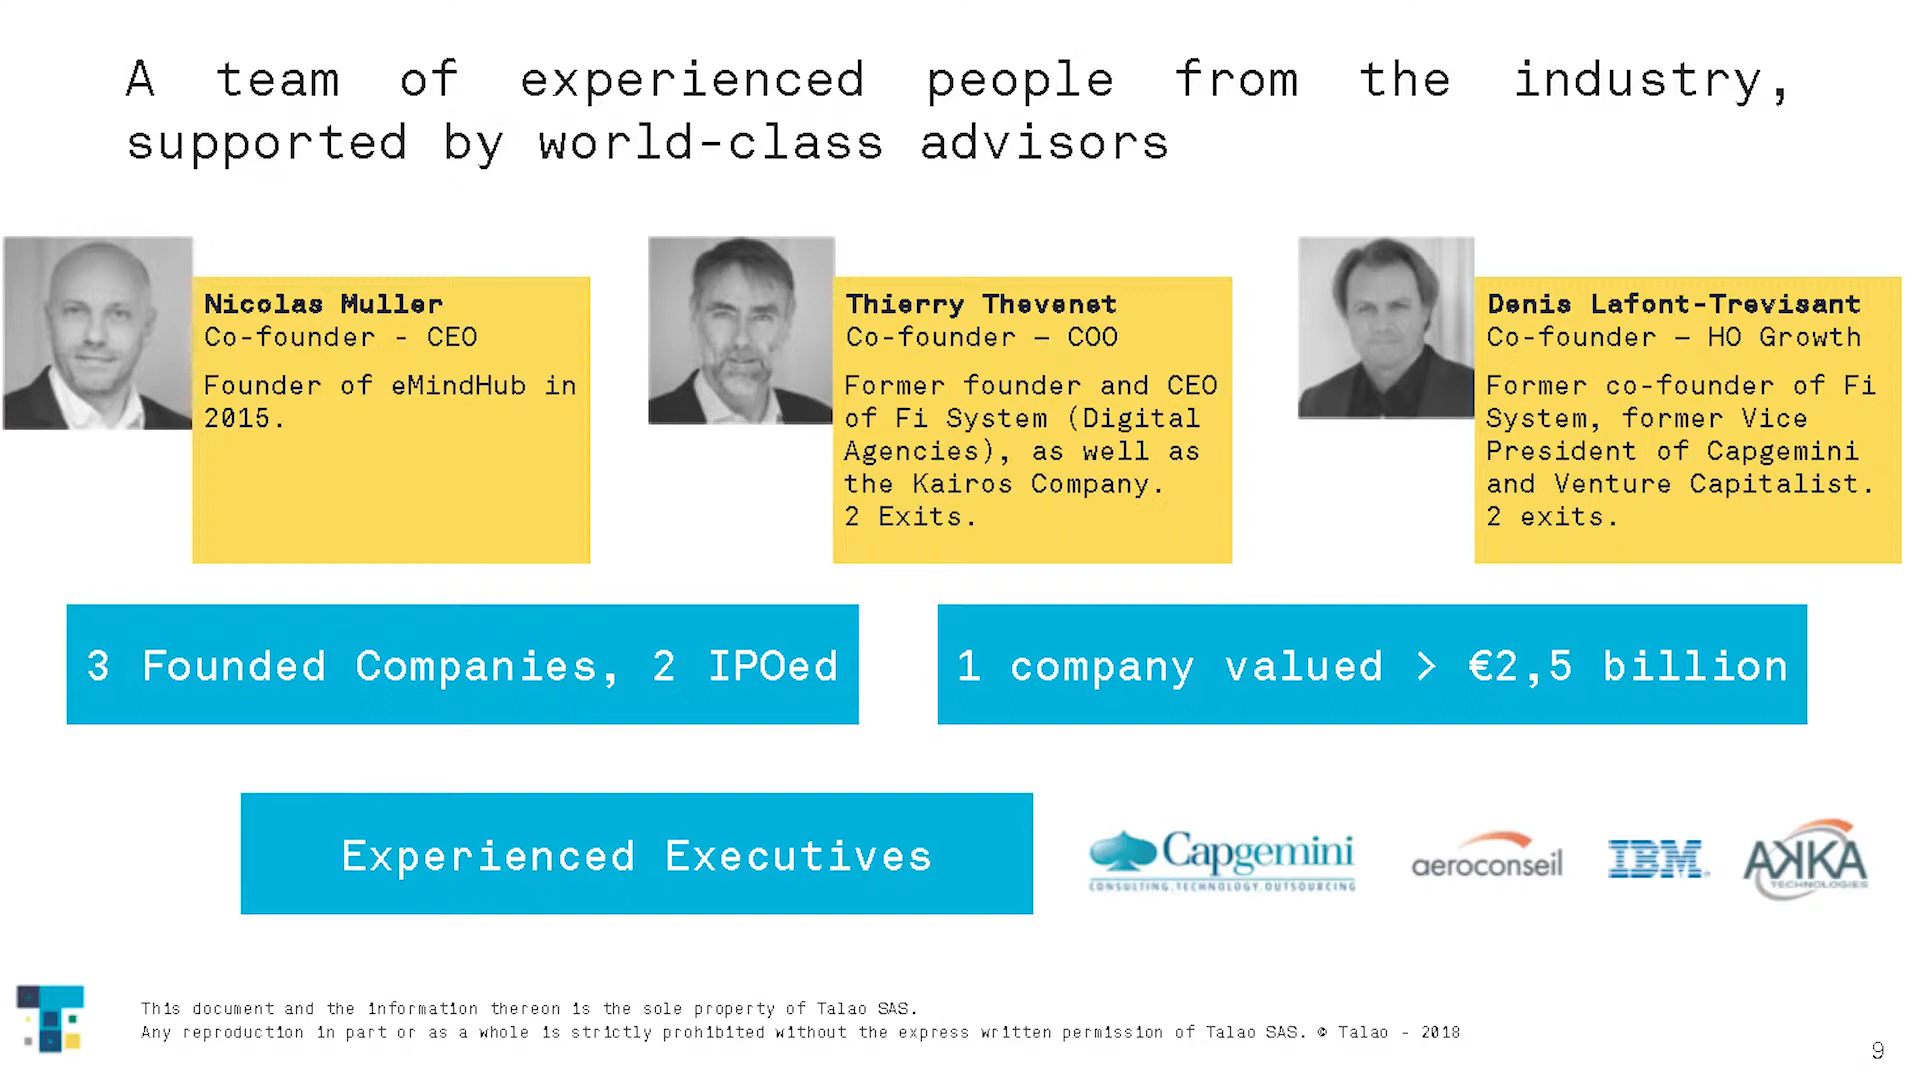 A team of experienced people from the industry,
supported by world-class advisors
Nicolas Muller
Co-founder - CEO
Founder of eMindHub in
2015.
Thierry Thevenet
Co-founder – COO
Former founder and CEO
of Fi System (Digital
Agencies), as well as
the Kairos Company.
2 Exits.
Denis Lafont-Trevisant
Co-founder – HO Growth
Former co-founder of Fi
System, former Vice
President of Capgemini
and Venture Capitalist.
2 exits.
3 Founded Companies, 2 IPOed
1 company valued > €2,5 billion
Experienced Executives
Capgemini
CONSULTING.TECHNOLOGY.OUTSOURCING
aeroconseil
IBM
AKKA
TECHNOLOGIES
This document and the information thereon is the sole property of Talao SAS.
Any reproduction in part or as a whole is strictly prohibited without the express written permission of Talao SAS. © Talao - 2018
9